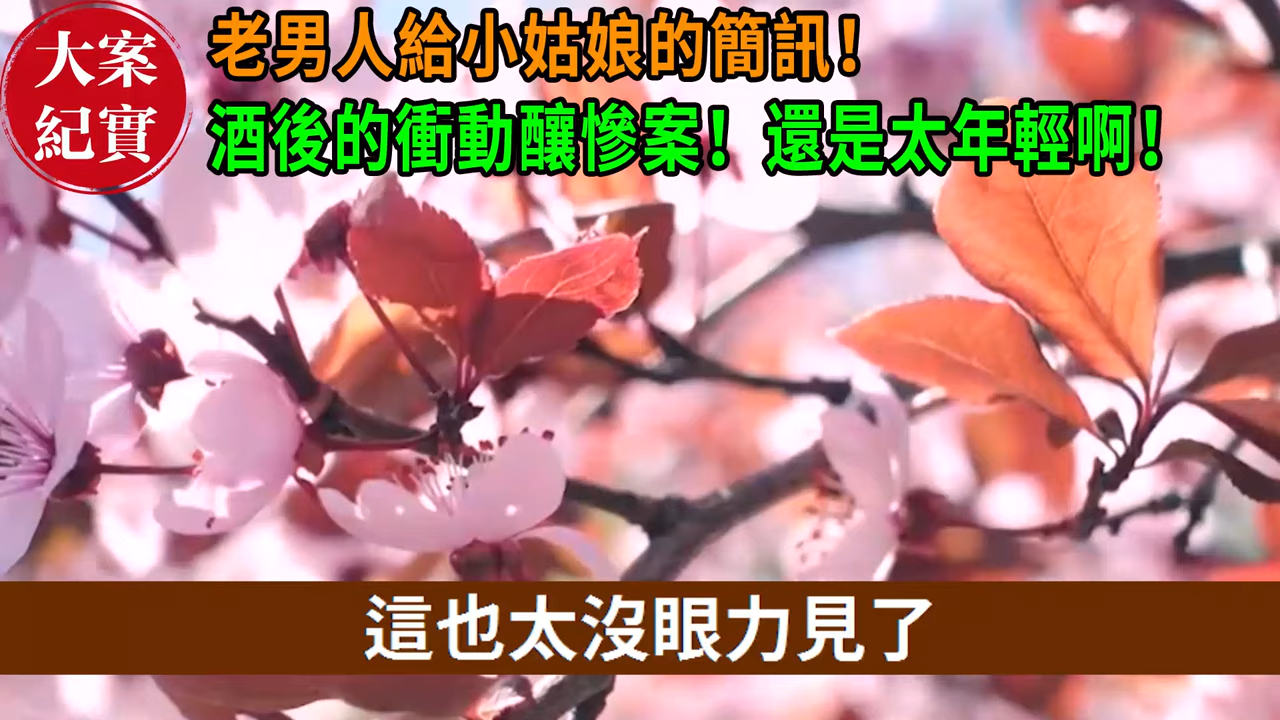 大案
紀實
老男人給小姑娘的簡訊！
酒後的衝動釀慘案！還是太年輕啊！
這也太沒眼力見了